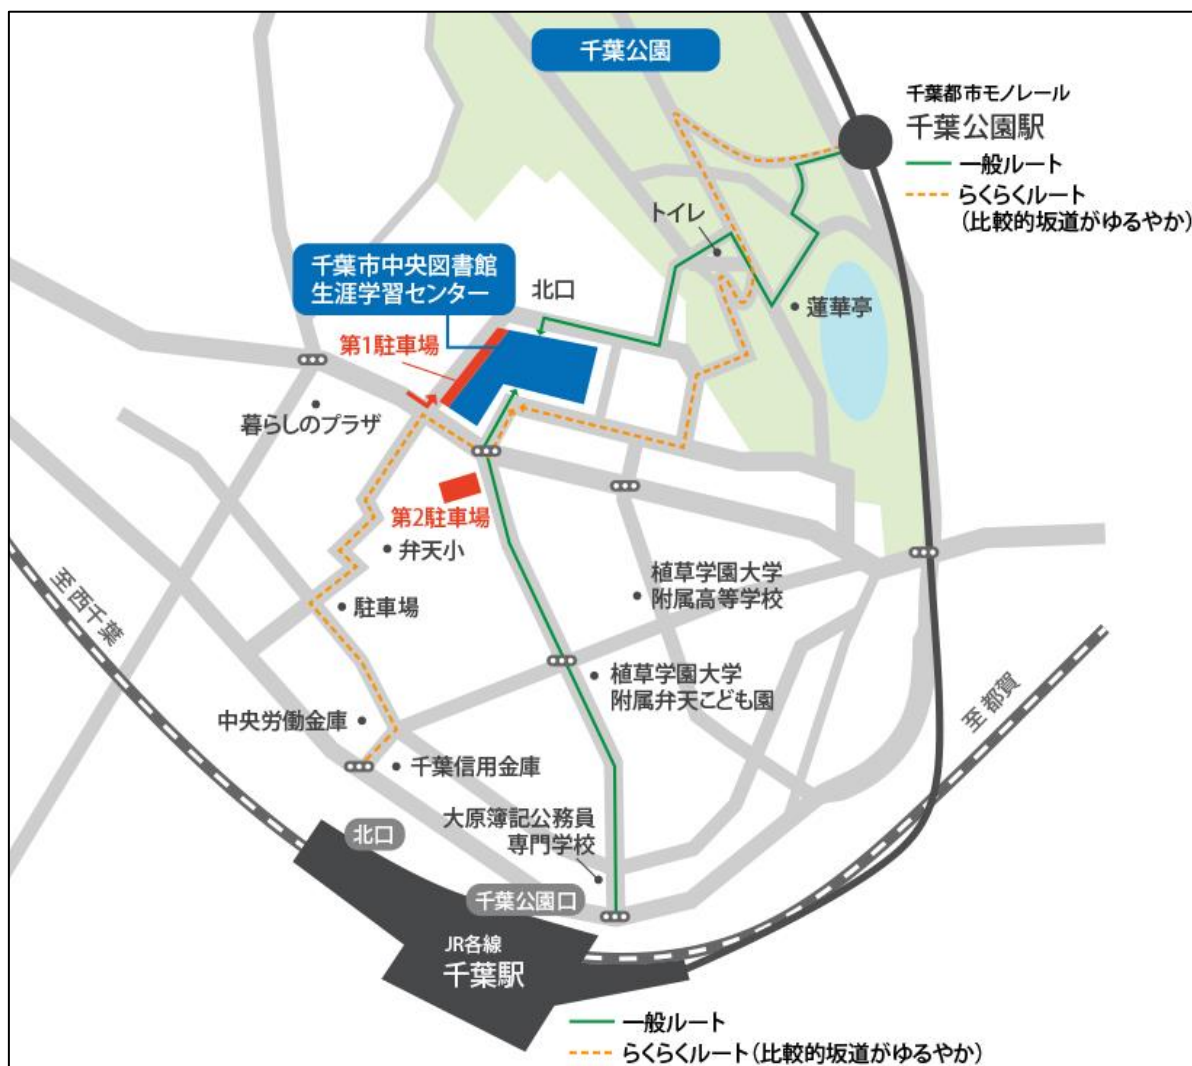 千葉公園
千葉都市モノレール
千葉公園駅
一般ルート
らくらくルート
(比較的坂道がゆるやか)
トイレ
千葉市中央図書館
生涯学習センター
北口
蓮華亭
第1駐車場
暮らしのプラザ
第2駐車場
弁天小
植草学園大学
附属高等学校
至西千葉
駐車場
植草学園大学
附属弁天こども園
至都賀
中央労働金庫
千葉信用金庫
大原簿記公務員
専門学校
北口
千葉公園口
JR各線
千葉駅
一般ルート
らくらくルート(比較的坂道がゆるやか)